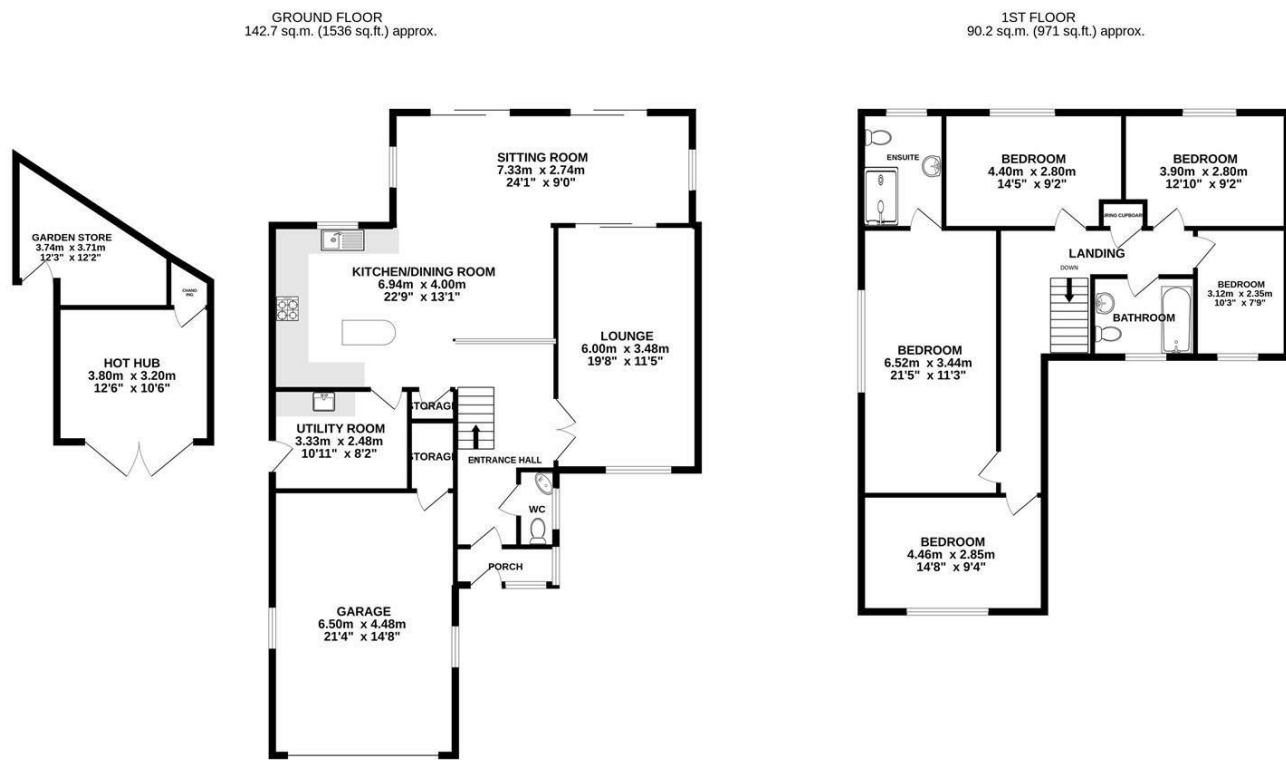 GROUND FLOOR
142.7 sq.m. (1536 sq.ft.) approx.
1ST FLOOR
90.2 sq.m. (971 sq.ft.) approx.
SITTING ROOM
7.33m x 2.74m
24'1" x 9'0"
GARDEN STORE
3.74m x 3.71m
12'3" x 12'2"
CHANG
ING
HOT HUB
3.80m x 3.20m
12'6" x 10'6"
KITCHEN/DINING ROOM
6.94m x 4.00m
22'9" x 13'1"
LOUNGE
6.00m x 3.48m
19'8" x 11'5"
UTILITY ROOM
3.33m x 2.48m
10'11" x 8'2"
STORAGE
STORAGE
ENTRANCE HALL
WC
PORCH
GARAGE
6.50m x 4.48m
21'4" x 14'8"
ENSUITE
BEDROOM
4.40m x 2.80m
14'5" x 9'2"
BEDROOM
3.90m x 2.80m
12'10" x 9'2"
CUPBOARD
LANDING
DOWN
BEDROOM
3.12m x 2.35m
10'3" x 7'9"
BATHROOM
BEDROOM
6.52m x 3.44m
21'5" x 11'3"
BEDROOM
4.46m x 2.85m
14'8" x 9'4"